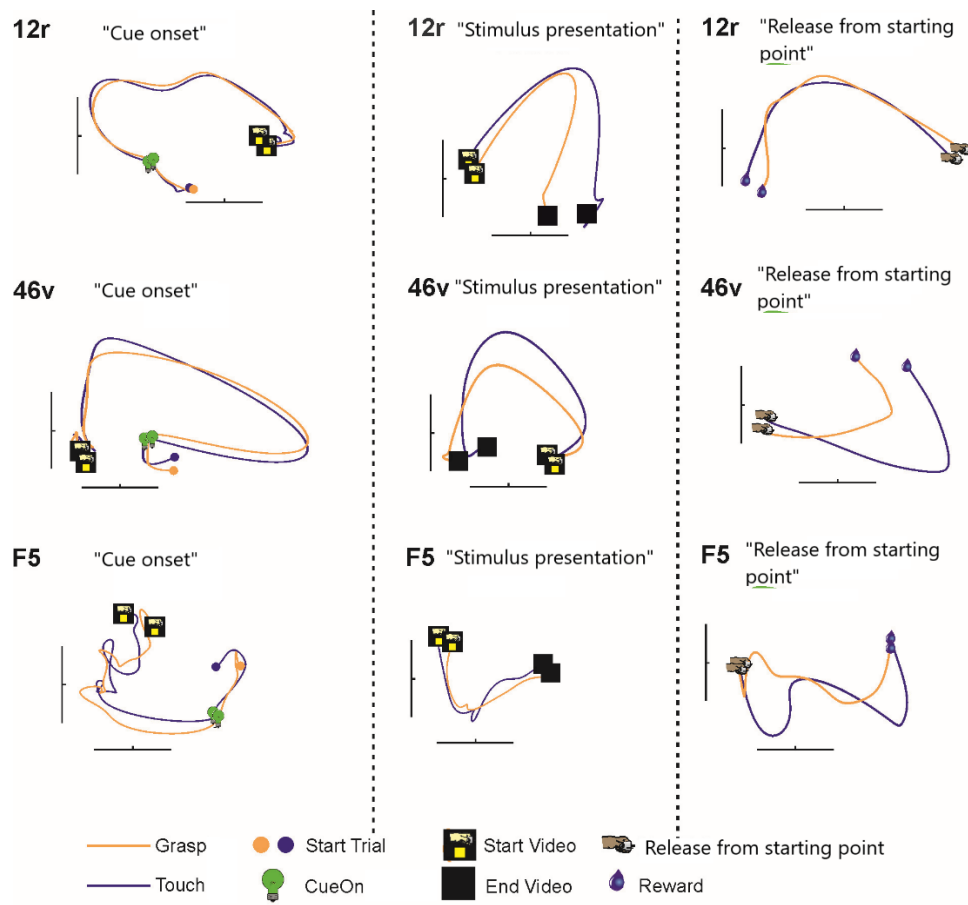 12r "Cue onset"
12r "Stimulus presentation"
12r "Release from starting
point"
46v "Cue onset"
46v "Stimulus presentation"
46v "Release from starting
point"
F5 "Cue onset"
F5 "Stimulus presentation"
F5 "Release from starting
point"
Grasp Start Trial Start Video Release from starting point
Touch CueOn End Video Reward